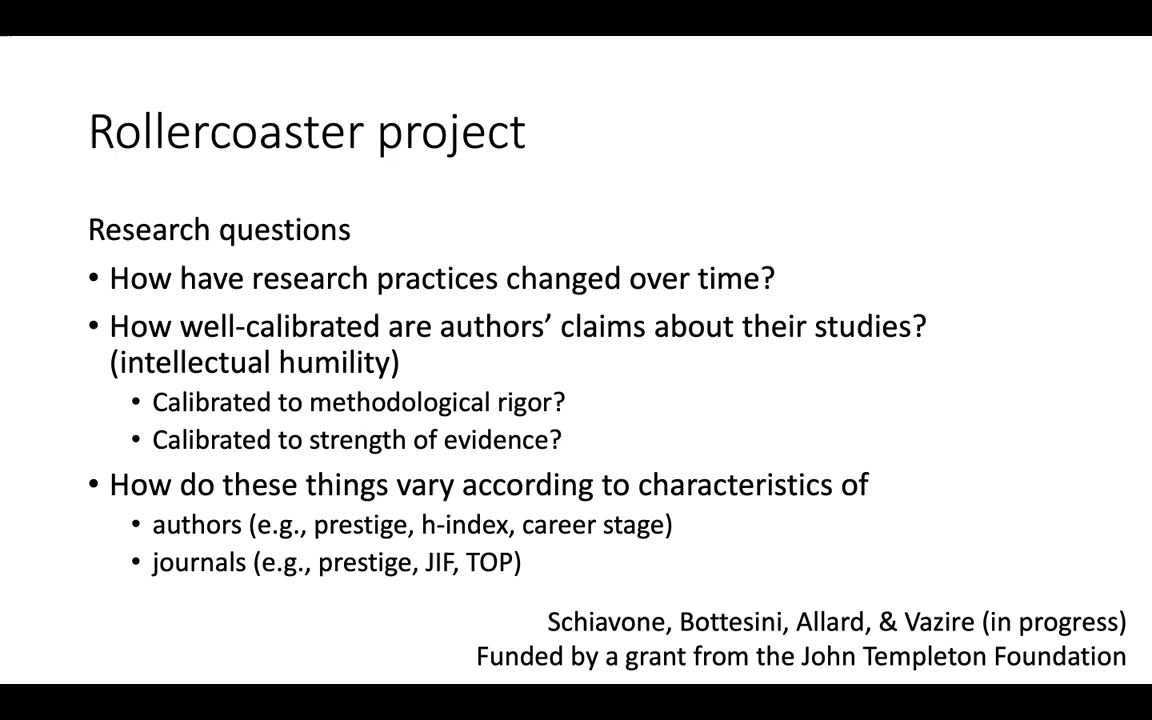 Rollercoaster project
Research questions
• How have research practices changed over time?
• How well-calibrated are authors’ claims about their studies?
(intellectual humility)
• Calibrated to methodological rigor?
• Calibrated to strength of evidence?
• How do these things vary according to characteristics of
• authors (e.g., prestige, h-index, career stage)
• journals (e.g., prestige, JIF, TOP)
Schiavone, Bottesini, Allard, & Vazire (in progress)
Funded by a grant from the John Templeton Foundation